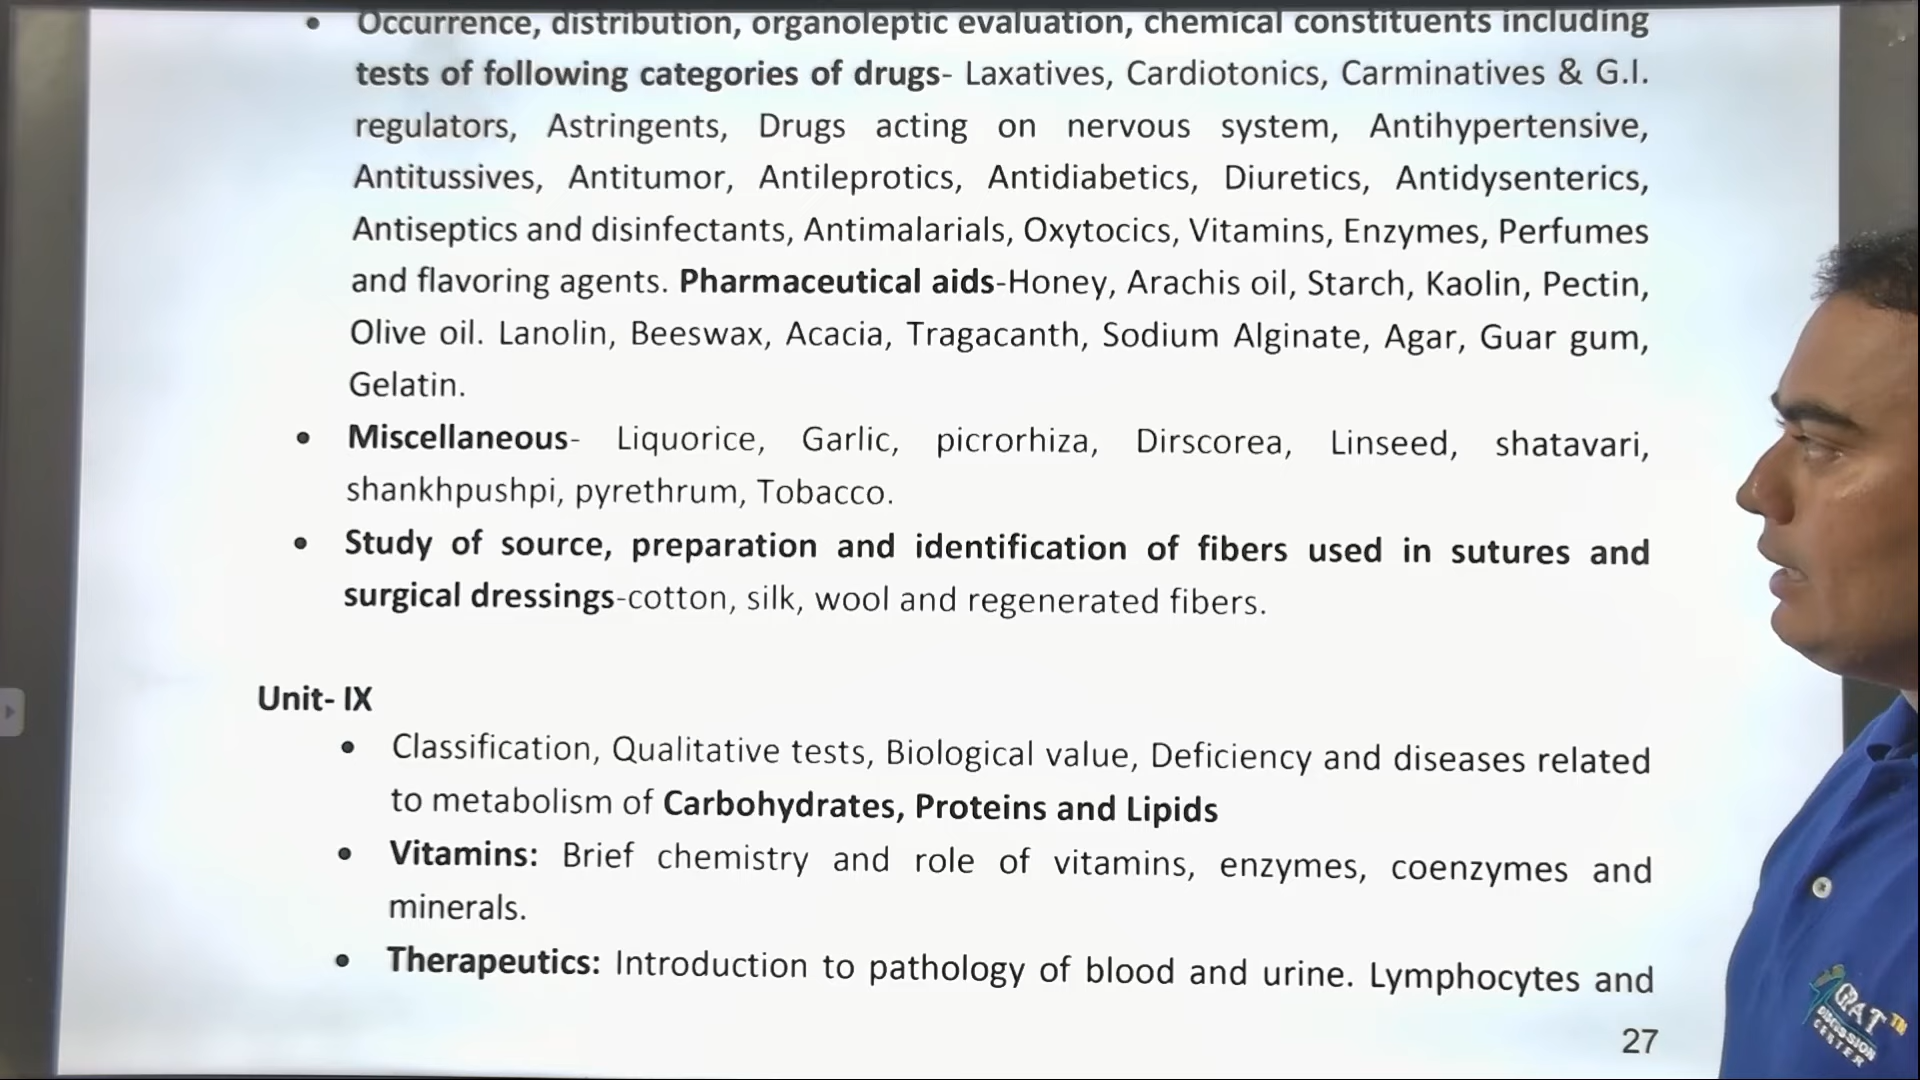 • Occurrence, distribution, organoleptic evaluation, chemical constituents including
tests of following categories of drugs- Laxatives, Cardiotonics, Carminatives & G.I.
regulators, Astringents, Drugs acting on nervous system, Antihypertensive,
Antitussives, Antitumor, Antileprotics, Antidiabetics, Diuretics, Antidysenterics,
Antiseptics and disinfectants, Antimalarials, Oxytocics, Vitamins, Enzymes, Perfumes
and flavoring agents. Pharmaceutical aids-Honey, Arachis oil, Starch, Kaolin, Pectin,
Olive oil. Lanolin, Beeswax, Acacia, Tragacanth, Sodium Alginate, Agar, Guar gum,
Gelatin.
• Miscellaneous- Liquorice, Garlic, picrorhiza, Dirscorea, Linseed, shatavari,
shankhpushpi, pyrethrum, Tobacco.
• Study of source, preparation and identification of fibers used in sutures and
surgical dressings-cotton, silk, wool and regenerated fibers.
Unit- IX
• Classification, Qualitative tests, Biological value, Deficiency and diseases related
to metabolism of Carbohydrates, Proteins and Lipids
• Vitamins: Brief chemistry and role of vitamins, enzymes, coenzymes and
minerals.
• Therapeutics: Introduction to pathology of blood and urine. Lymphocytes and
27
GPAT™
DISCUSSION
CENTER